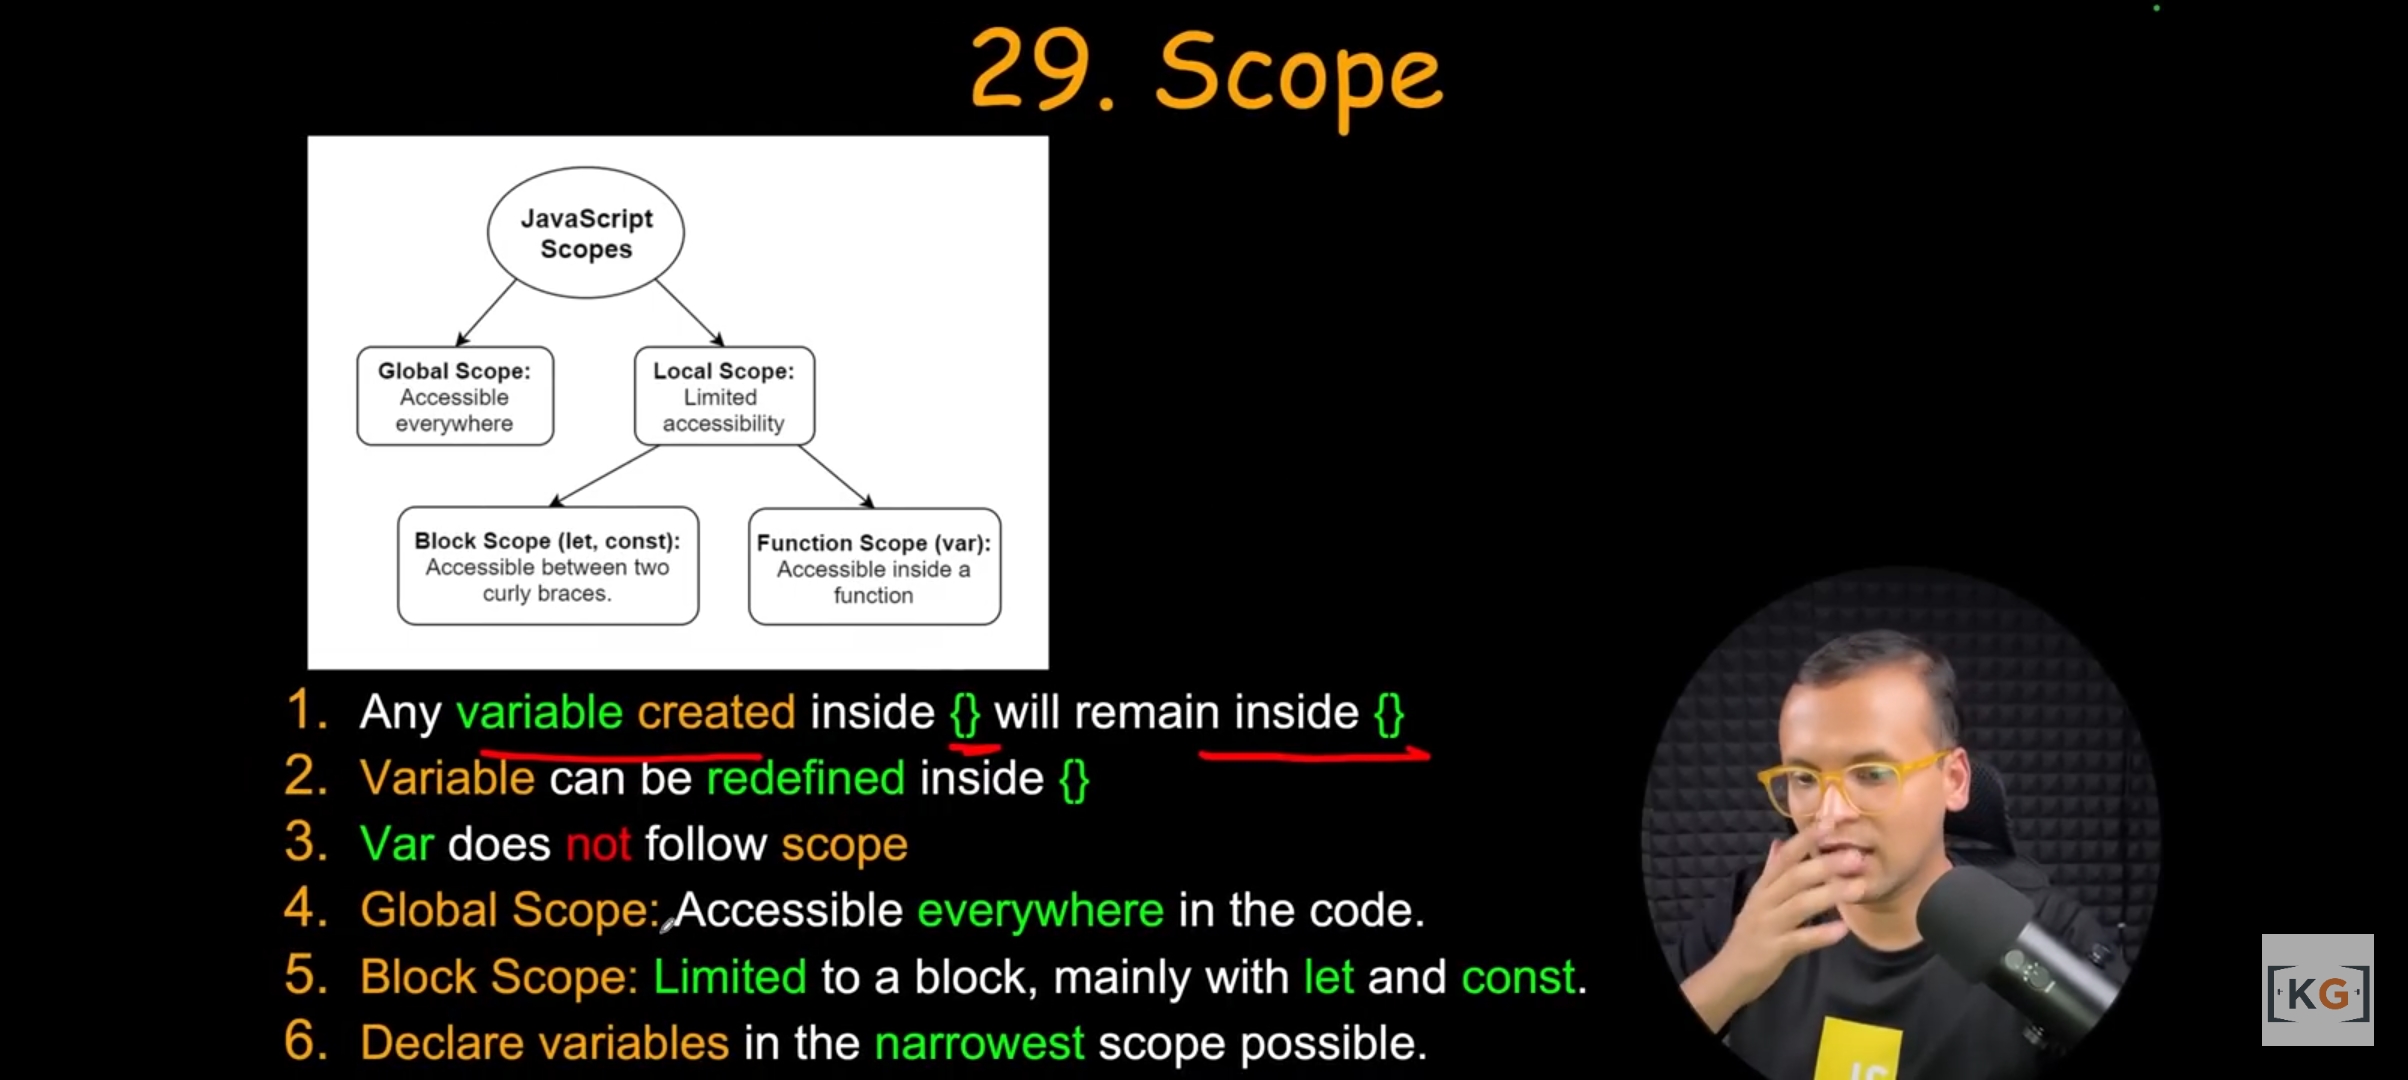 29. Scope
JavaScript
Scopes
Global Scope:
Accessible
everywhere
Local Scope:
Limited
accessibility
Block Scope (let, const):
Accessible between two
curly braces.
Function Scope (var):
Accessible inside a
function
1. Any variable created inside {} will remain inside {}
2. Variable can be redefined inside {}
3. Var does not follow scope
4. Global Scope: Accessible everywhere in the code.
5. Block Scope: Limited to a block, mainly with let and const.
6. Declare variables in the narrowest scope possible.
JS
KG